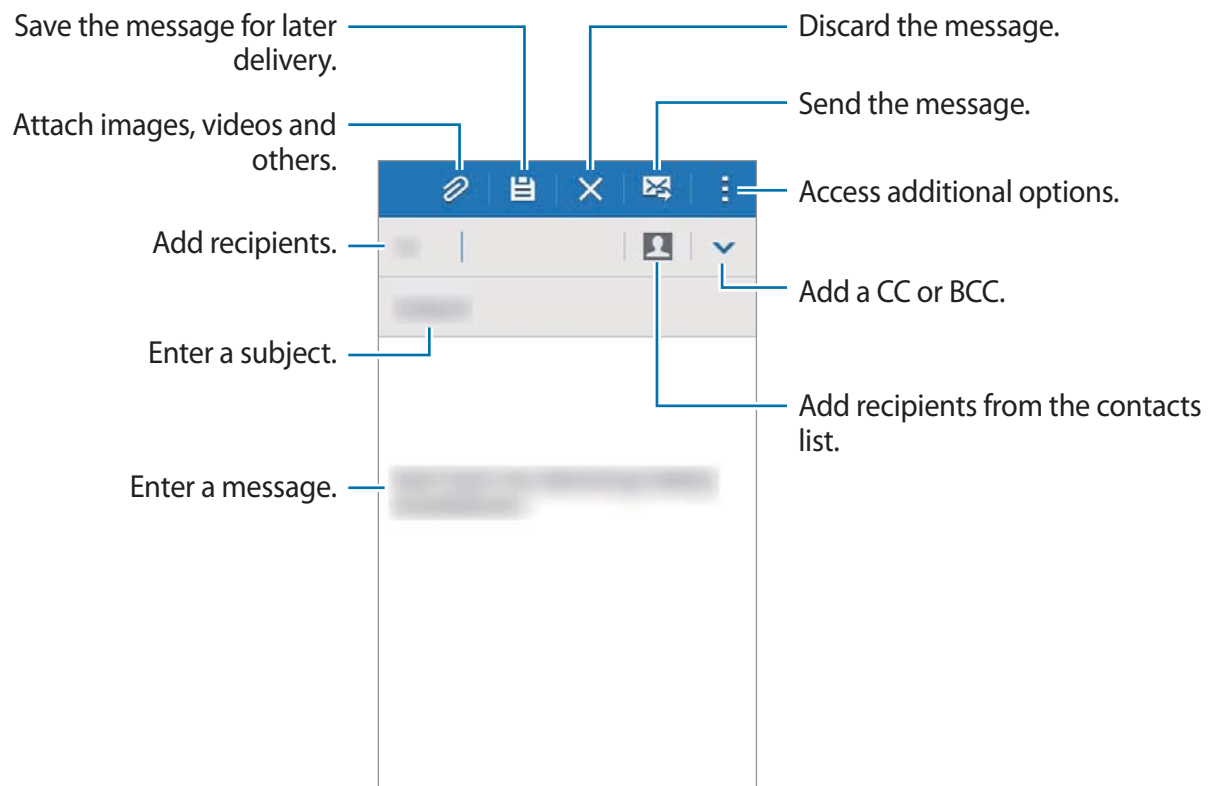 Save the message for later
delivery.
Discard the message.
Attach images, videos and
others.
Send the message.
Access additional options.
Add recipients.
Add a CC or BCC.
Enter a subject.
Add recipients from the contacts
list.
Enter a message.